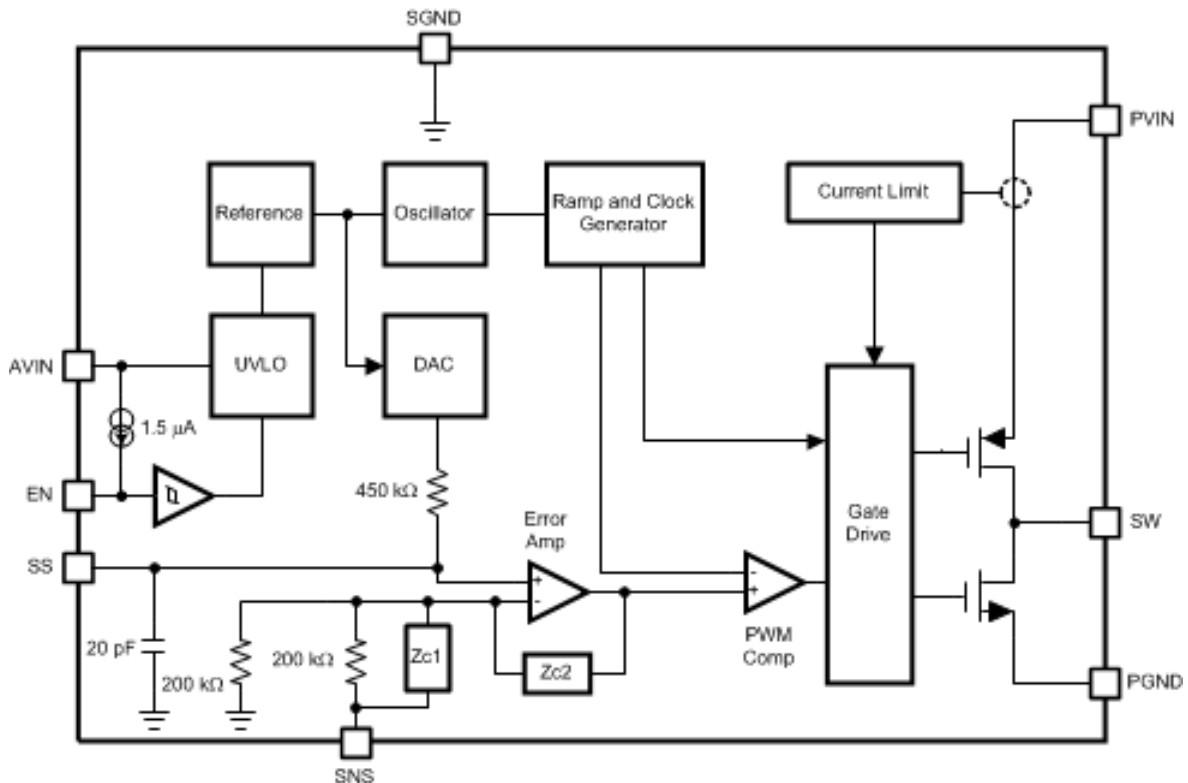 SGND
PVIN
Reference
Oscillator
Ramp and Clock
Generator
Current Limit
AVIN
UVLO
DAC
1.5 µA
EN
450 kΩ
Error
Amp
Gate
Drive
SW
SS
+
-
-
+
20 pF
200 kΩ
200 kΩ
Zc1
Zc2
PWM
Comp
PGND
SNS